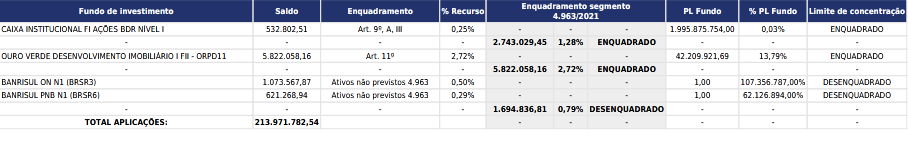 Fundo de investimento Saldo Enquadramento % Recurso Enquadramento segmento 4.963/2021 PL Fundo % PL Fundo Limite de concentração
CAIXA INSTITUCIONAL FI AÇÕES BDR NÍVEL I 532.802,51 Art. 9º, A, III 0,25% 1.995.875.754,00 0,03% ENQUADRADO
- - - - 2.743.029,45 1,28% ENQUADRADO - - -
OURO VERDE DESENVOLVIMENTO IMOBILIÁRIO I FII - ORPD11 5.822.058,16 Art. 11º 2,72% 42.209.921,69 13,79% ENQUADRADO
- - - - 5.822.058,16 2,72% ENQUADRADO - - -
BANRISUL ON N1 (BRSR3) 1.073.567,87 Ativos não previstos 4.963 0,50% 1,00 107.356.787,00% DESENQUADRADO
BANRISUL PNB N1 (BRSR6) 621.268,94 Ativos não previstos 4.963 0,29% 1,00 62.126.894,00% DESENQUADRADO
- - - - 1.694.836,81 0,79% DESENQUADRADO - - -
TOTAL APLICAÇÕES: 213.971.782,54 - - - - - -